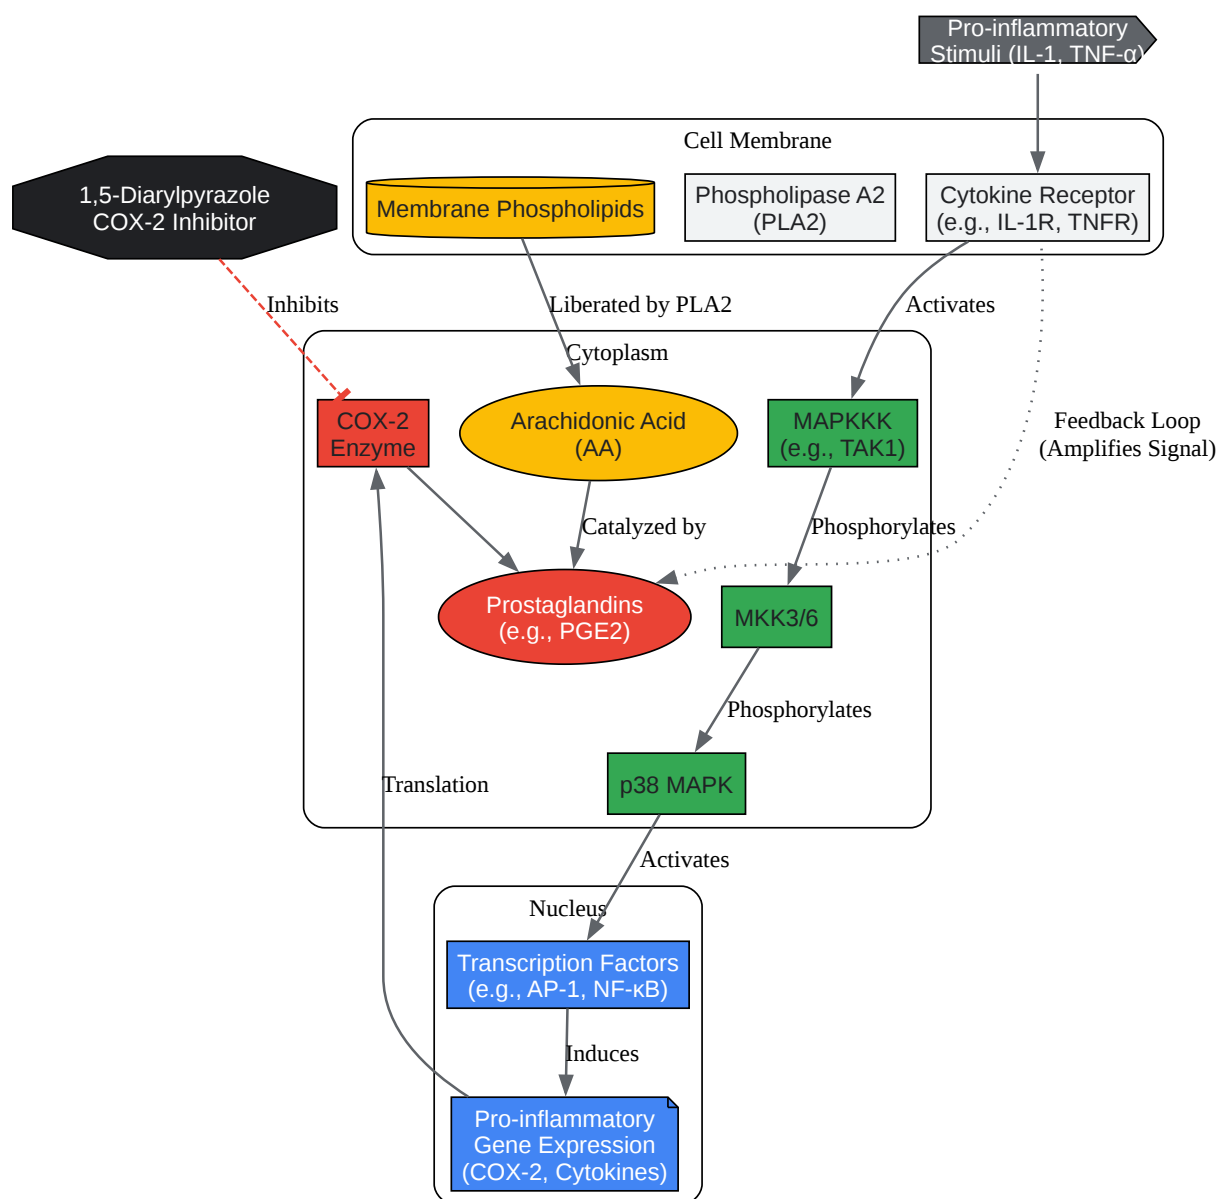 Pro-inflammatory
Stimuli (IL-1, TNF-α)
Cell Membrane
1,5-Diarylpyrazole
COX-2 Inhibitor
Membrane Phospholipids
Phospholipase A2
(PLA2)
Cytokine Receptor
(e.g., IL-1R, TNFR)
Inhibits
Liberated by PLA2
Activates
Cytoplasm
COX-2
Enzyme
Arachidonic Acid
(AA)
MAPKKK
(e.g., TAK1)
Feedback Loop
(Amplifies Signal)
Catalyzed by
Phosphorylates
Prostaglandins
(e.g., PGE2)
MKK3/6
Phosphorylates
Translation
p38 MAPK
Activates
Nucleus
Transcription Factors
(e.g., AP-1, NF-κB)
Induces
Pro-inflammatory
Gene Expression
(COX-2, Cytokines)